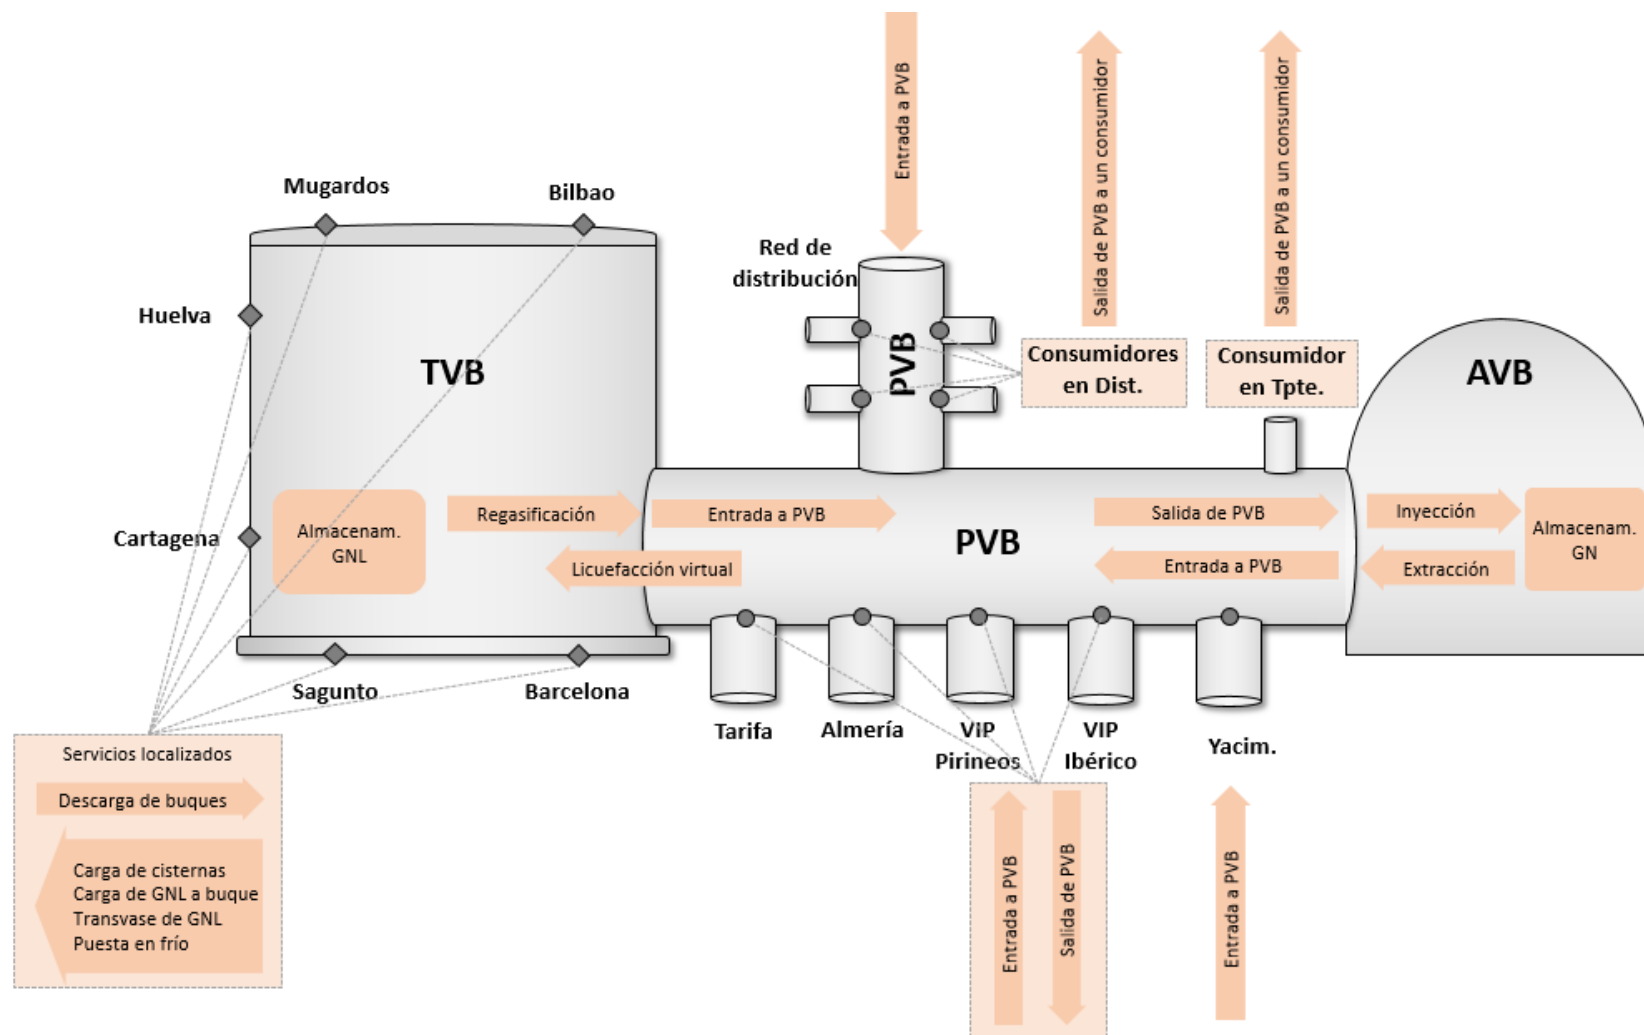 Entrada a PVB
Salida de PVB a un consumidor
Salida de PVB a un consumidor
Mugardos
Bilbao
Red de
distribución
Huelva
TVB
PVB
Consumidores
en Dist.
Consumidor
en Tpte.
AVB
Almacenam.
GNL
Regasificación
Entrada a PVB
Salida de PVB
Inyección
Cartagena
PVB
Almacenam.
GN
Licuefacción virtual
Entrada a PVB
Extracción
Sagunto
Barcelona
Tarifa
Almería
VIP
Pirineos
VIP
Ibérico
Yacim.
Servicios localizados
Descarga de buques
Carga de cisternas
Carga de GNL a buque
Transvase de GNL
Puesta en frío
Entrada a PVB
Salida de PVB
Entrada a PVB